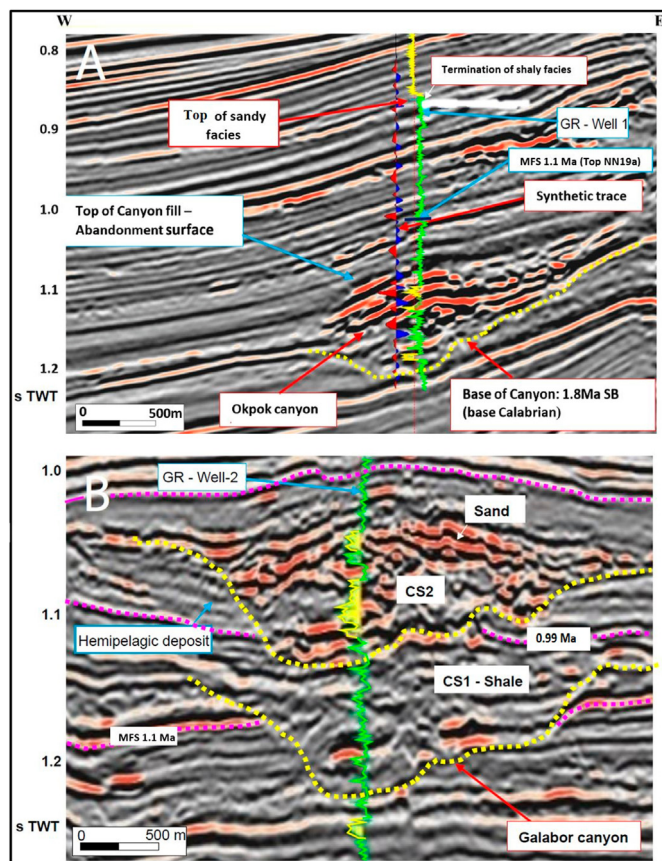 W
E
0.8
A
Termination of shaly facies
Top of sandy
facies
GR - Well 1
0.9
MFS 1.1 Ma (Top NN19a)
Synthetic trace
1.0
Top of Canyon fill –
Abandonment surface
1.1
1.2
s TWT
0
500m
Okpok canyon
Base of Canyon: 1.8Ma SB
(base Calabrian)
1.0
B
GR - Well-2
Sand
CS2
1.1
Hemipelagic deposit
0.99 Ma
CS1 - Shale
MFS 1.1 Ma
1.2
s TWT
0
500 m
Galabor canyon